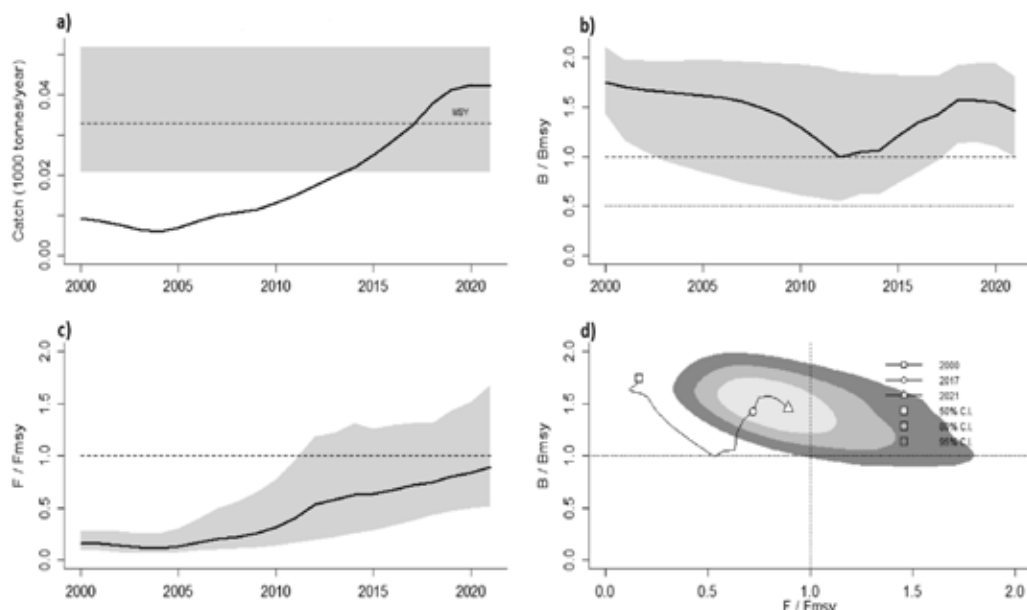 a)
Catch (1000 tonnes/year)
0.00 0.02 0.04
MSY
2000 2005 2010 2015 2020
b)
B / Bmsy
0.0 0.5 1.0 1.5 2.0
2000 2005 2010 2015 2020
c)
F / Fmsy
0.0 0.5 1.0 1.5 2.0
2000 2005 2010 2015 2020
d)
B / Bmsy
0.0 0.5 1.0 1.5 2.0
2000
2017
2021
50% C.I.
80% C.I.
95% C.I.
0.0 0.5 1.0 1.5 2.0
F / Fmsy